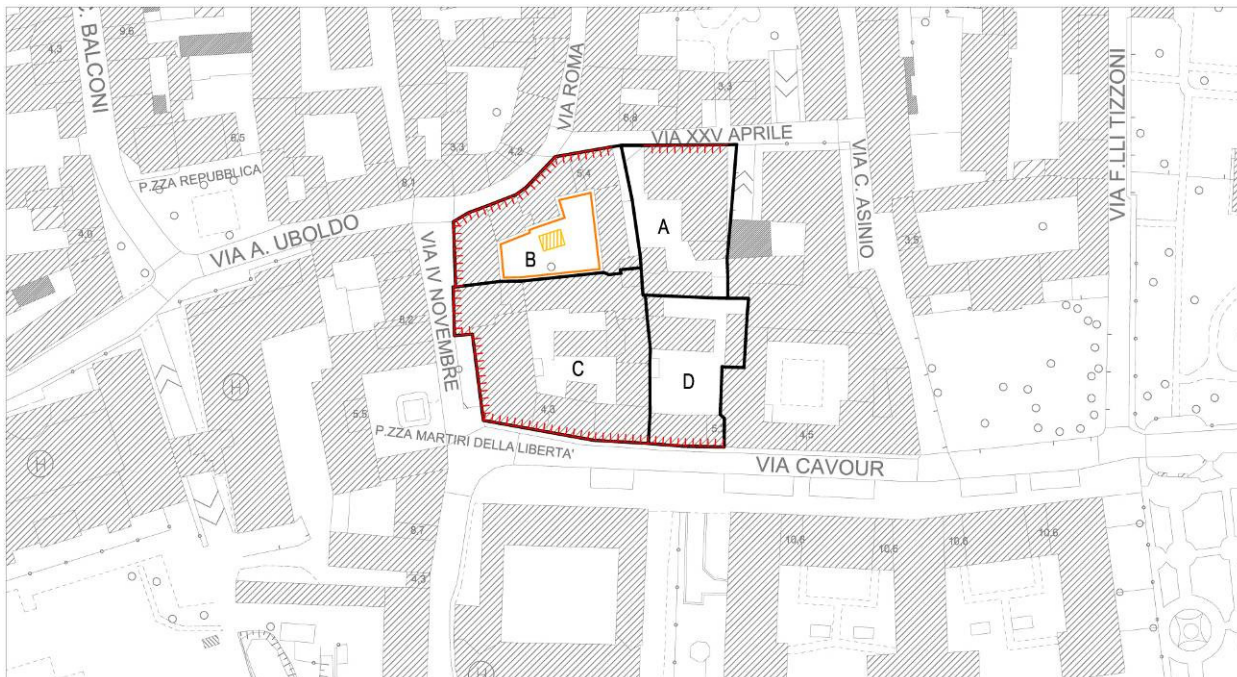 C. BALCONI
4,3
9,6
VIA ROMA
3,3
VIA F.LLI TIZZONI
6,5
6,8
VIA XXV APRILE
3,3
4,2
P.ZZA REPUBBLICA
8,1
5,4
VIA C. ASINIO
VIA A. UBOLDO
A
4,6
VIA IV NOVEMBRE
B
3,5
8,2
C
D
H
5,5
4,3
5
4,5
P.ZZA MARTIRI DELLA LIBERTA'
H
VIA CAVOUR
8,7
10,6
10,6
10,6
4,3
H